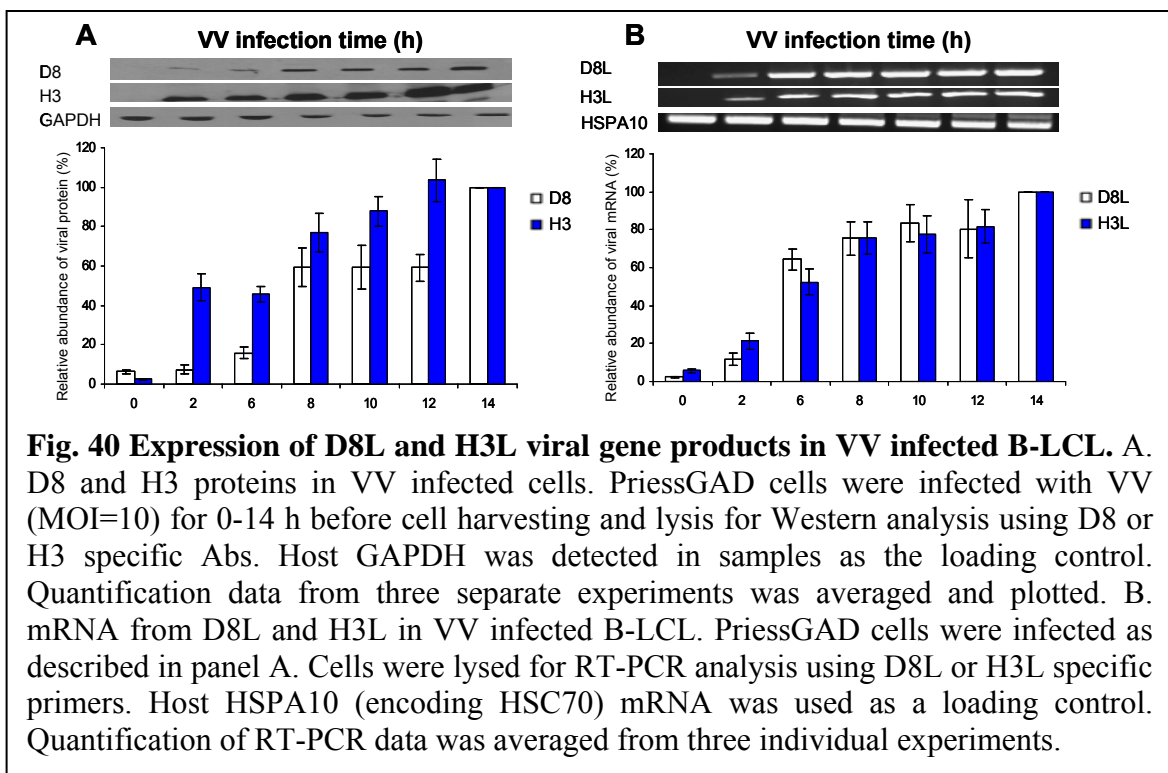 A
VV infection time (h)
D8
H3
GAPDH
Relative abundance of viral protein (%)
120
100
80
60
40
20
0
0 2 6 8 10 12 14
D8
H3
B
VV infection time (h)
D8L
H3L
HSPA10
Relative abundance of viral mRNA (%)
120
100
80
60
40
20
0
0 2 6 8 10 12 14
D8L
H3L
Fig. 40 Expression of D8L and H3L viral gene products in VV infected B-LCL. A.
D8 and H3 proteins in VV infected cells. PriessGAD cells were infected with VV
(MOI=10) for 0-14 h before cell harvesting and lysis for Western analysis using D8 or
H3 specific Abs. Host GAPDH was detected in samples as the loading control.
Quantification data from three separate experiments was averaged and plotted. B.
mRNA from D8L and H3L in VV infected B-LCL. PriessGAD cells were infected as
described in panel A. Cells were lysed for RT-PCR analysis using D8L or H3L specific
primers. Host HSPA10 (encoding HSC70) mRNA was used as a loading control.
Quantification of RT-PCR data was averaged from three individual experiments.